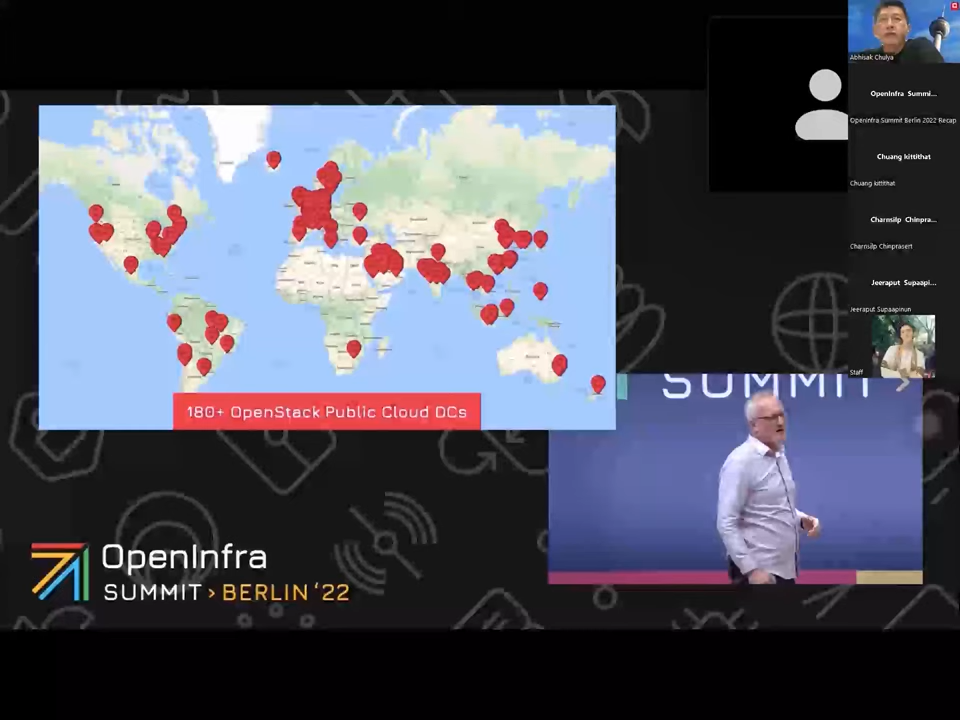 180+ OpenStack Public Cloud DCs
OpenInfra
SUMMIT > BERLIN '22
SUMMIT
Abhisak Chulya
OpenInfra Summi...
OpenInfra Summit Berlin 2022 Recap
Chuang kittithat
Chuang kittithat
Charnsilp Chinpra...
Charnsilp Chinprasert
Jeeraput Supaapi...
Jeeraput Supaapinun
Staff